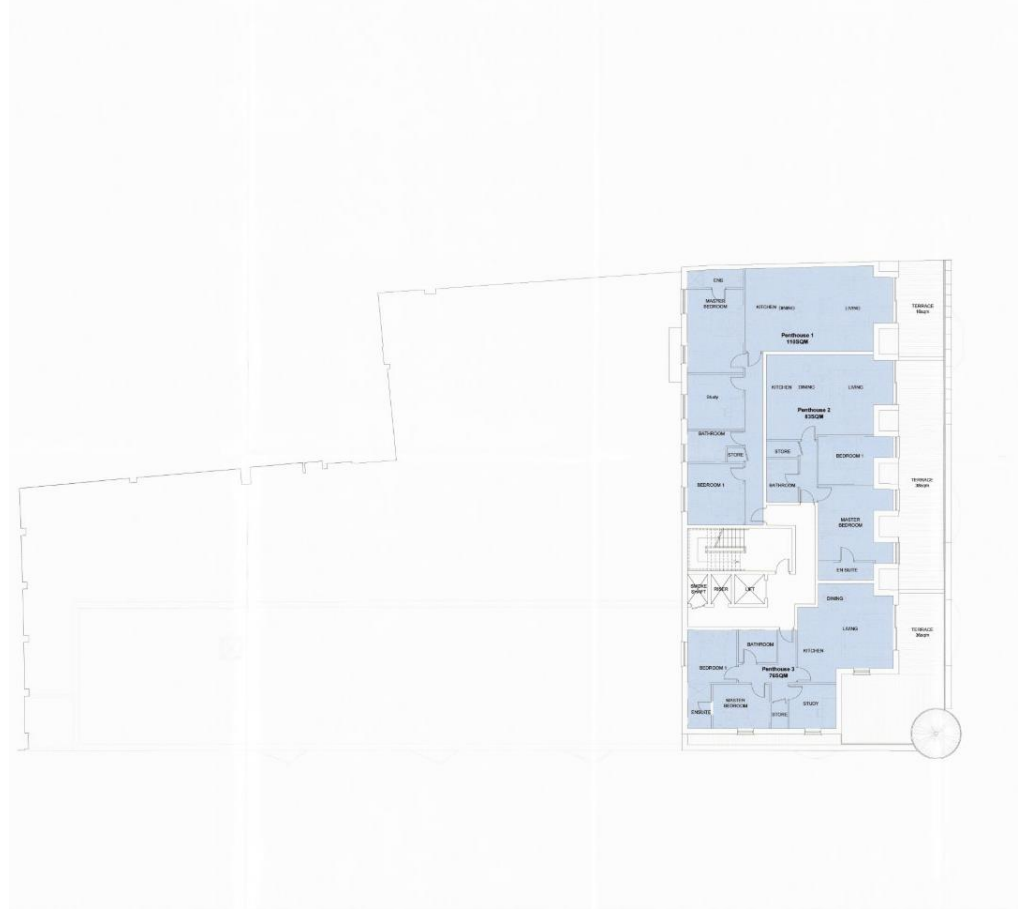 ENS
MASTER
BEDROOM
KITCHEN
DINING
LIVING
Penthouse 1
110SQM
TERRACE
Study
BATHROOM
STORE
BEDROOM 1
KITCHEN
DINING
LIVING
Penthouse 2
83SQM
STORE
BEDROOM 1
BATHROOM
MASTER
BEDROOM
EN SUITE
TERRACE
SMOKE
SHAFT
RISER
LIFT
DINING
LIVING
KITCHEN
TERRACE
BATHROOM
BEDROOM 1
Penthouse 3
76SQM
MASTER
BEDROOM
ENSUITE
STORE
STUDY